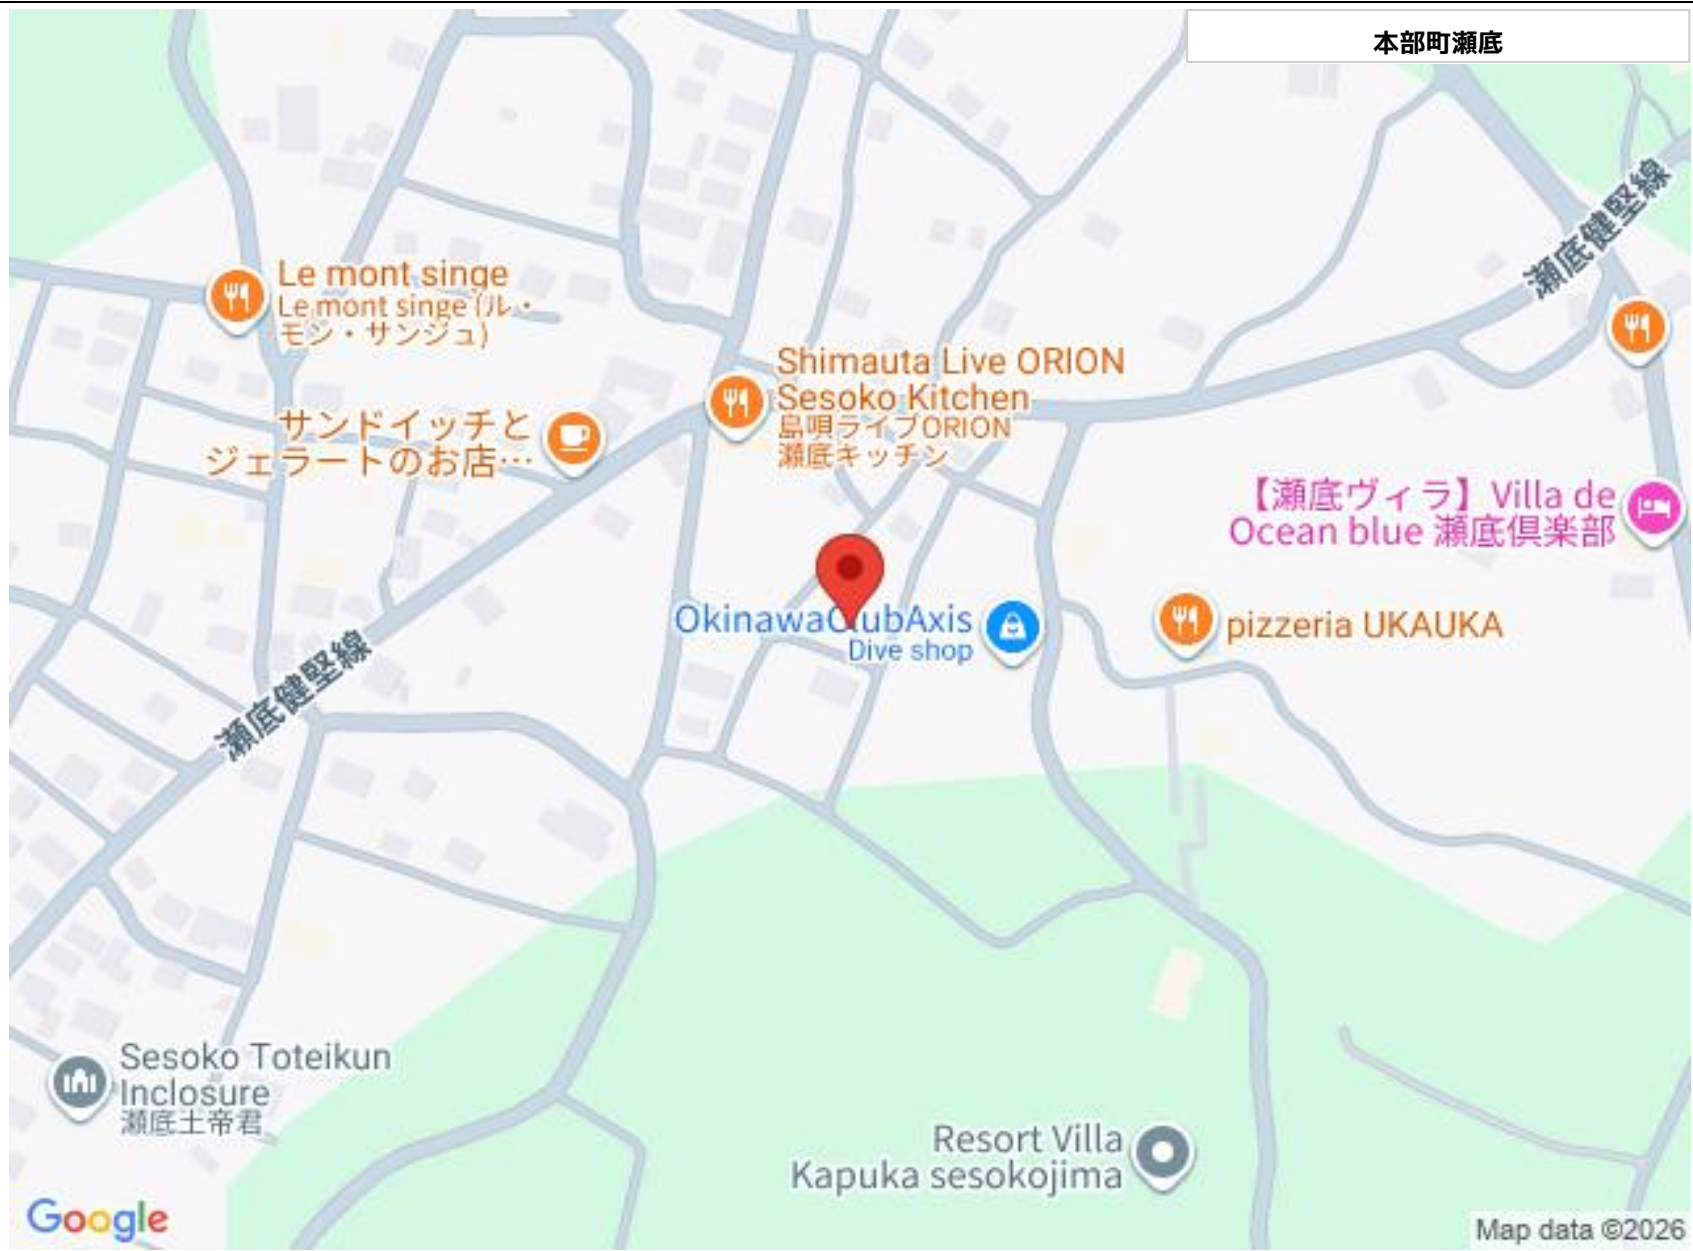 本部町瀬底
瀬底健堅線
Le mont singe
Le mont singe (ル・
モン・サンジュ)
Shimauta Live ORION
Sesoko Kitchen
島唄ライブORION
瀬底キッチン
サンドイッチと
ジェラートのお店…
【瀬底ヴィラ】Villa de
Ocean blue 瀬底倶楽部
OkinawaClubAxis
Dive shop
pizzeria UKAUKA
瀬底健堅線
Sesoko Toteikun
Inclosure
瀬底土帝君
Resort Villa
Kapuka sesokojima
Google
Map data ©2026